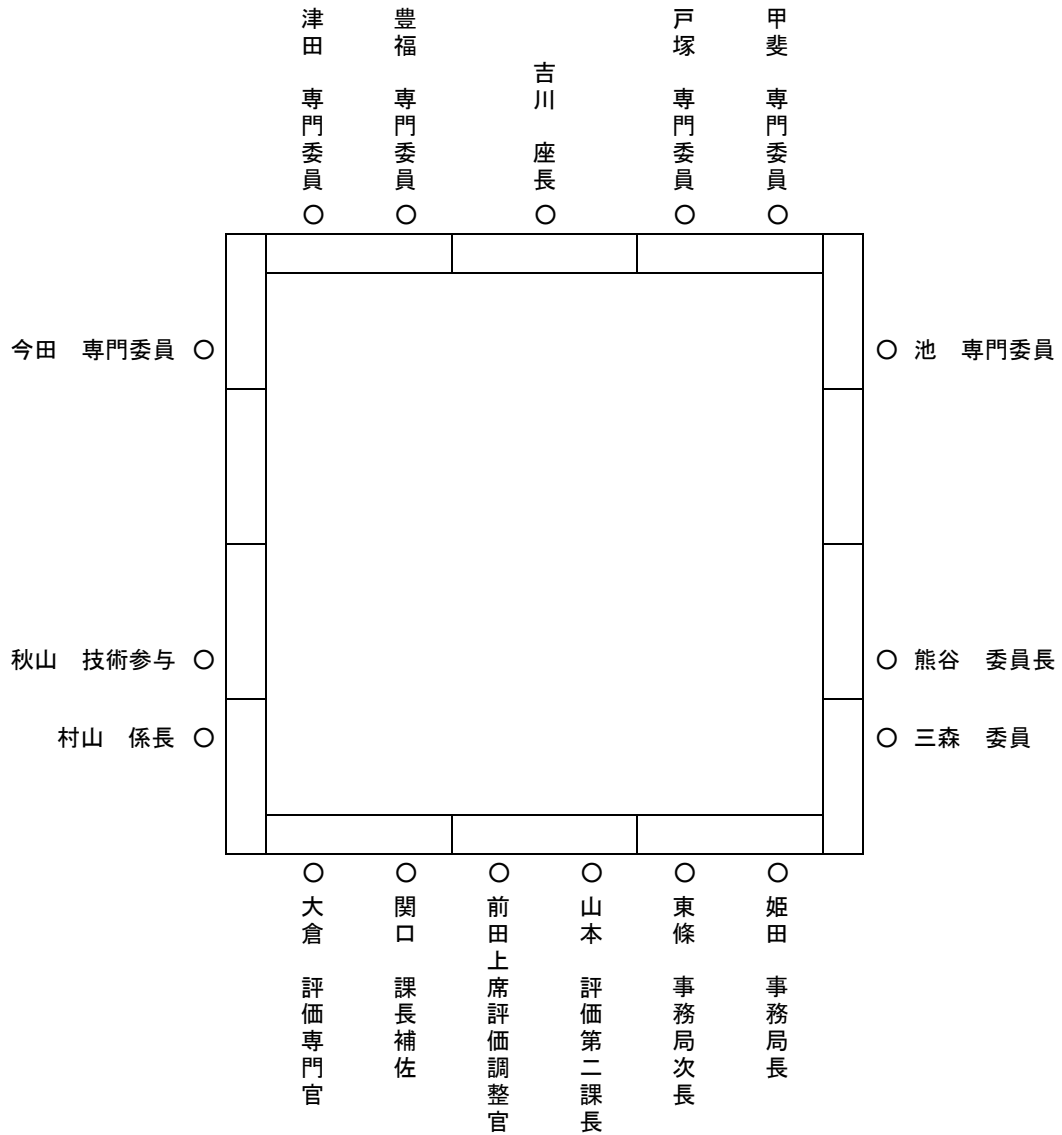 津田　専門委員
豊福　専門委員
吉川　座長
戸塚　専門委員
甲斐　専門委員
今田　専門委員
池　専門委員
秋山　技術参与
熊谷　委員長
村山　係長
三森　委員
大倉　評価専門官
関口　課長補佐
前田上席評価調整官
山本　評価第二課長
東條　事務局次長
姫田　事務局長